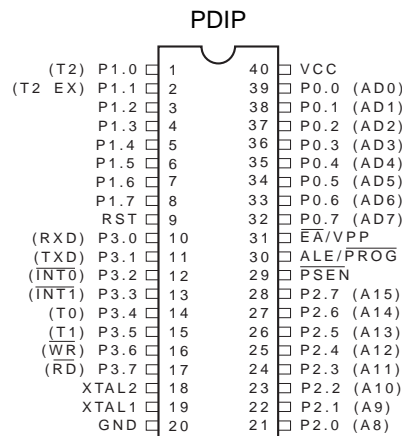 PDIP
(T2) P1.0 1 40 VCC
(T2 EX) P1.1 2 39 P0.0 (AD0)
P1.2 3 38 P0.1 (AD1)
P1.3 4 37 P0.2 (AD2)
P1.4 5 36 P0.3 (AD3)
P1.5 6 35 P0.4 (AD4)
P1.6 7 34 P0.5 (AD5)
P1.7 8 33 P0.6 (AD6)
RST 9 32 P0.7 (AD7)
(RXD) P3.0 10 31 E̅A̅/VPP
(TXD) P3.1 11 30 ALE/P̅R̅O̅G̅
(I̅N̅T̅0̅) P3.2 12 29 P̅S̅E̅N̅
(I̅N̅T̅1̅) P3.3 13 28 P2.7 (A15)
(T0) P3.4 14 27 P2.6 (A14)
(T1) P3.5 15 26 P2.5 (A13)
(W̅R̅) P3.6 16 25 P2.4 (A12)
(R̅D̅) P3.7 17 24 P2.3 (A11)
XTAL2 18 23 P2.2 (A10)
XTAL1 19 22 P2.1 (A9)
GND 20 21 P2.0 (A8)